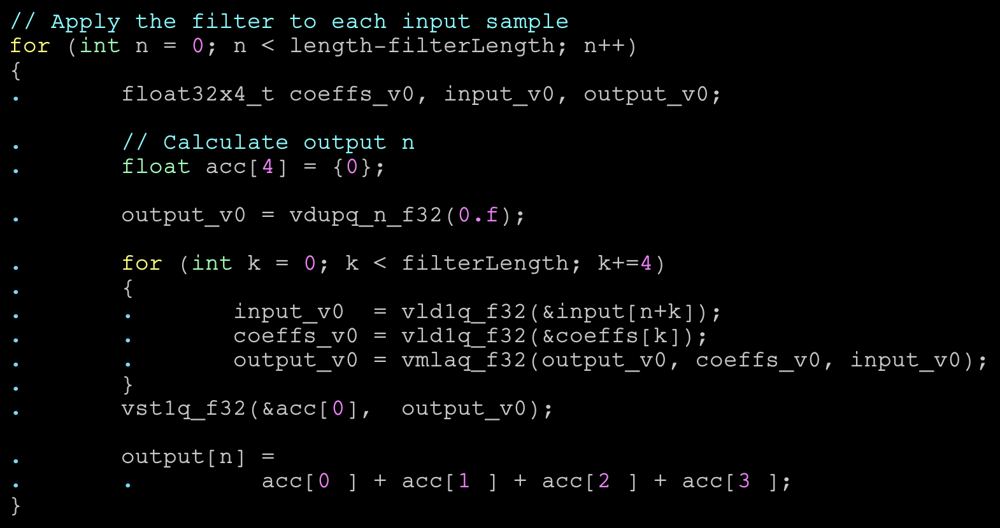 // Apply the filter to each input sample
for (int n = 0; n < length-filterLength; n++)
{
.       float32x4_t coeffs_v0, input_v0, output_v0;
.       // Calculate output n
.       float acc[4] = {0};
.       output_v0 = vdupq_n_f32(0.f);
.       for (int k = 0; k < filterLength; k+=4)
.       {
.       .       input_v0  = vld1q_f32(&input[n+k]);
.       .       coeffs_v0 = vld1q_f32(&coeffs[k]);
.       .       output_v0 = vmlaq_f32(output_v0, coeffs_v0, input_v0);
.       }
.       vst1q_f32(&acc[0],  output_v0);
.       output[n] =
.       .         acc[0 ] + acc[1 ] + acc[2 ] + acc[3 ];
}